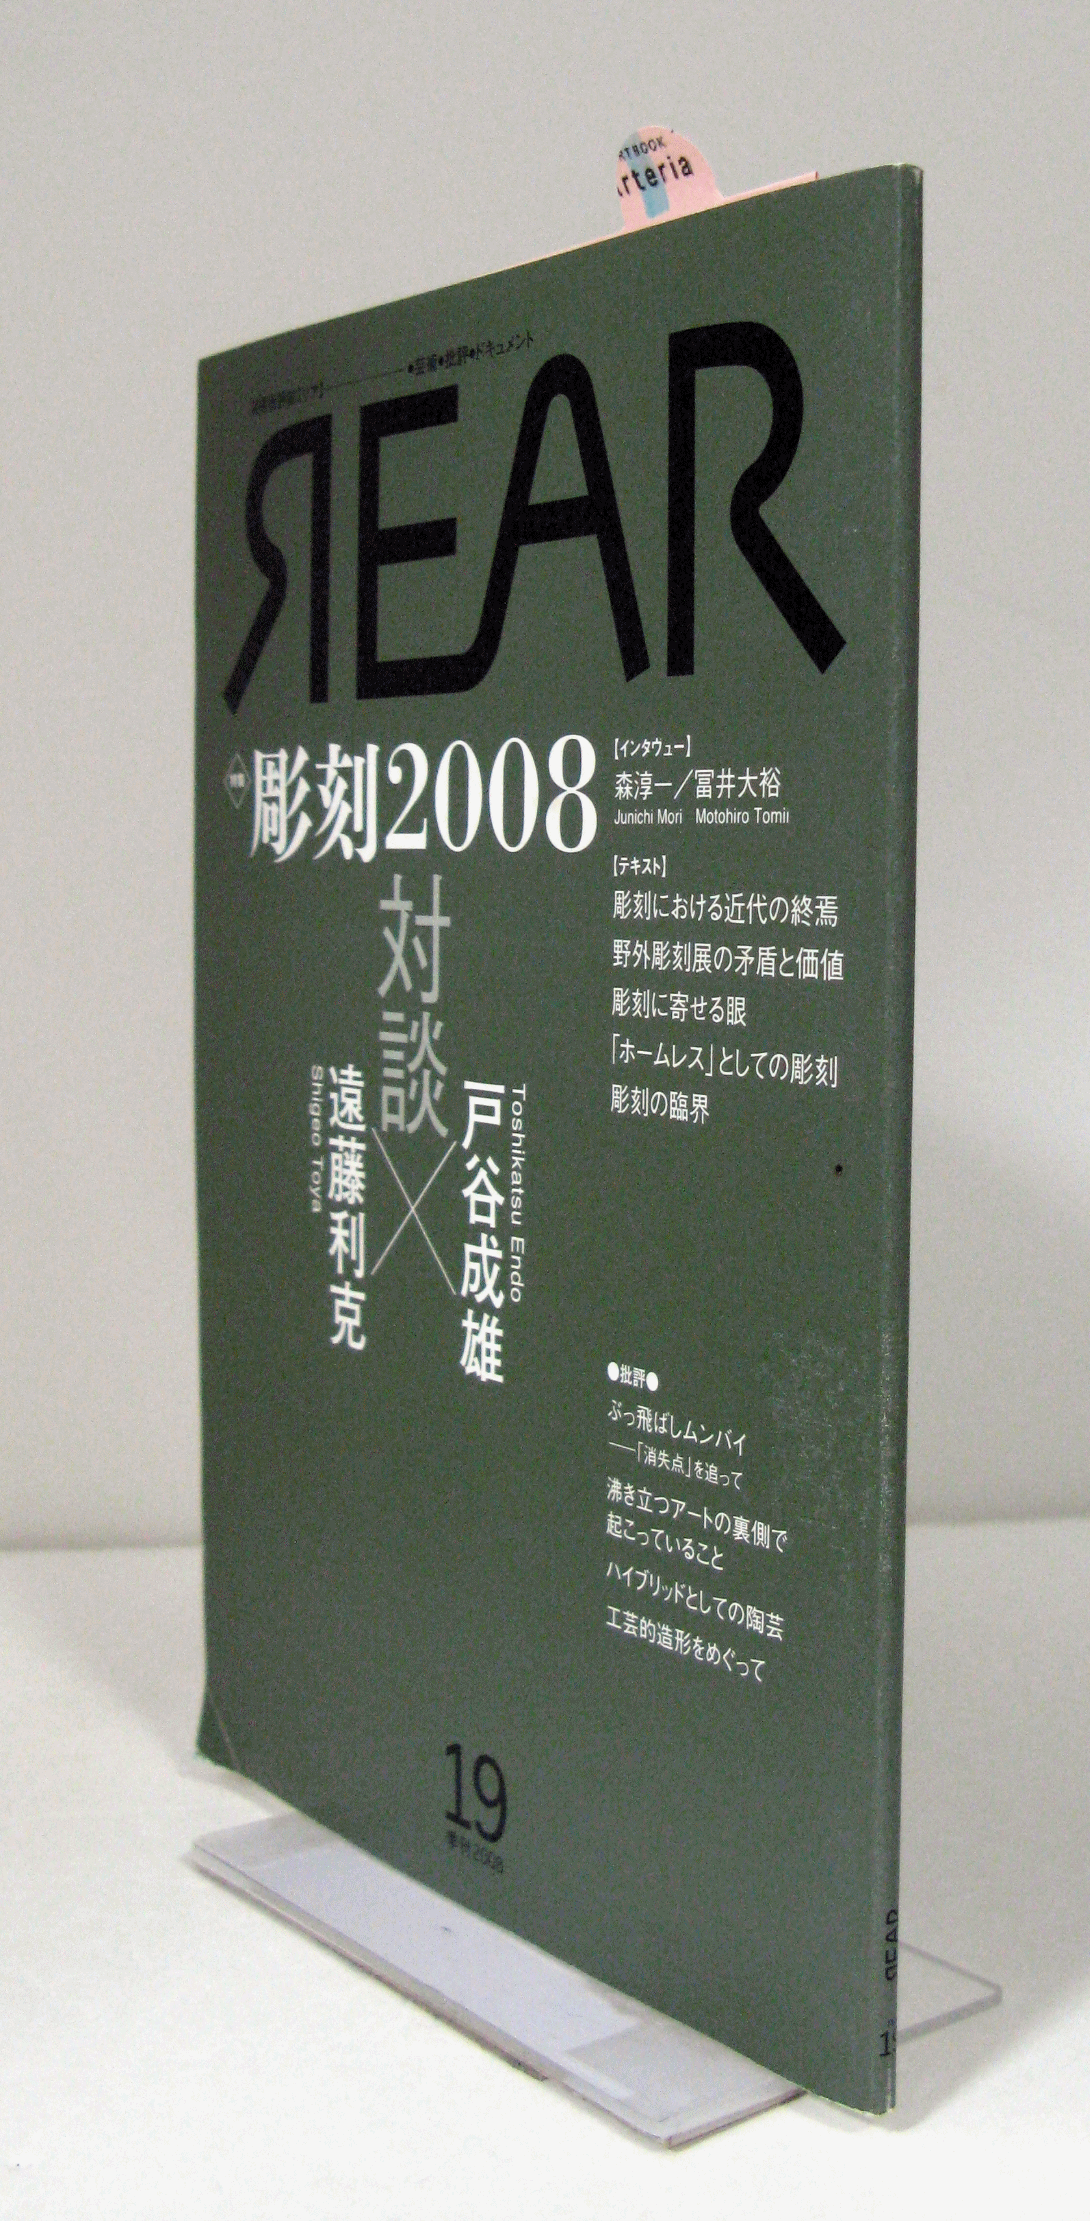 RTBOOK
rteria
●芸術●批評●ドキュメント
REAR
特集
彫刻2008
対談
戸谷成雄
Toshikatsu Endo
遠藤利克
Shigeo Toya
【インタヴュー】
森淳一／冨井大裕
Junichi Mori Motohiro Tomii
【テキスト】
彫刻における近代の終焉
野外彫刻展の矛盾と価値
彫刻に寄せる眼
「ホームレス」としての彫刻
彫刻の臨界
●批評●
ぶっ飛ばしムンバイ
──「消失点」を追って
沸き立つアートの裏側で
起こっていること
ハイブリッドとしての陶芸
工芸的造形をめぐって
19
季刊2008
REAR